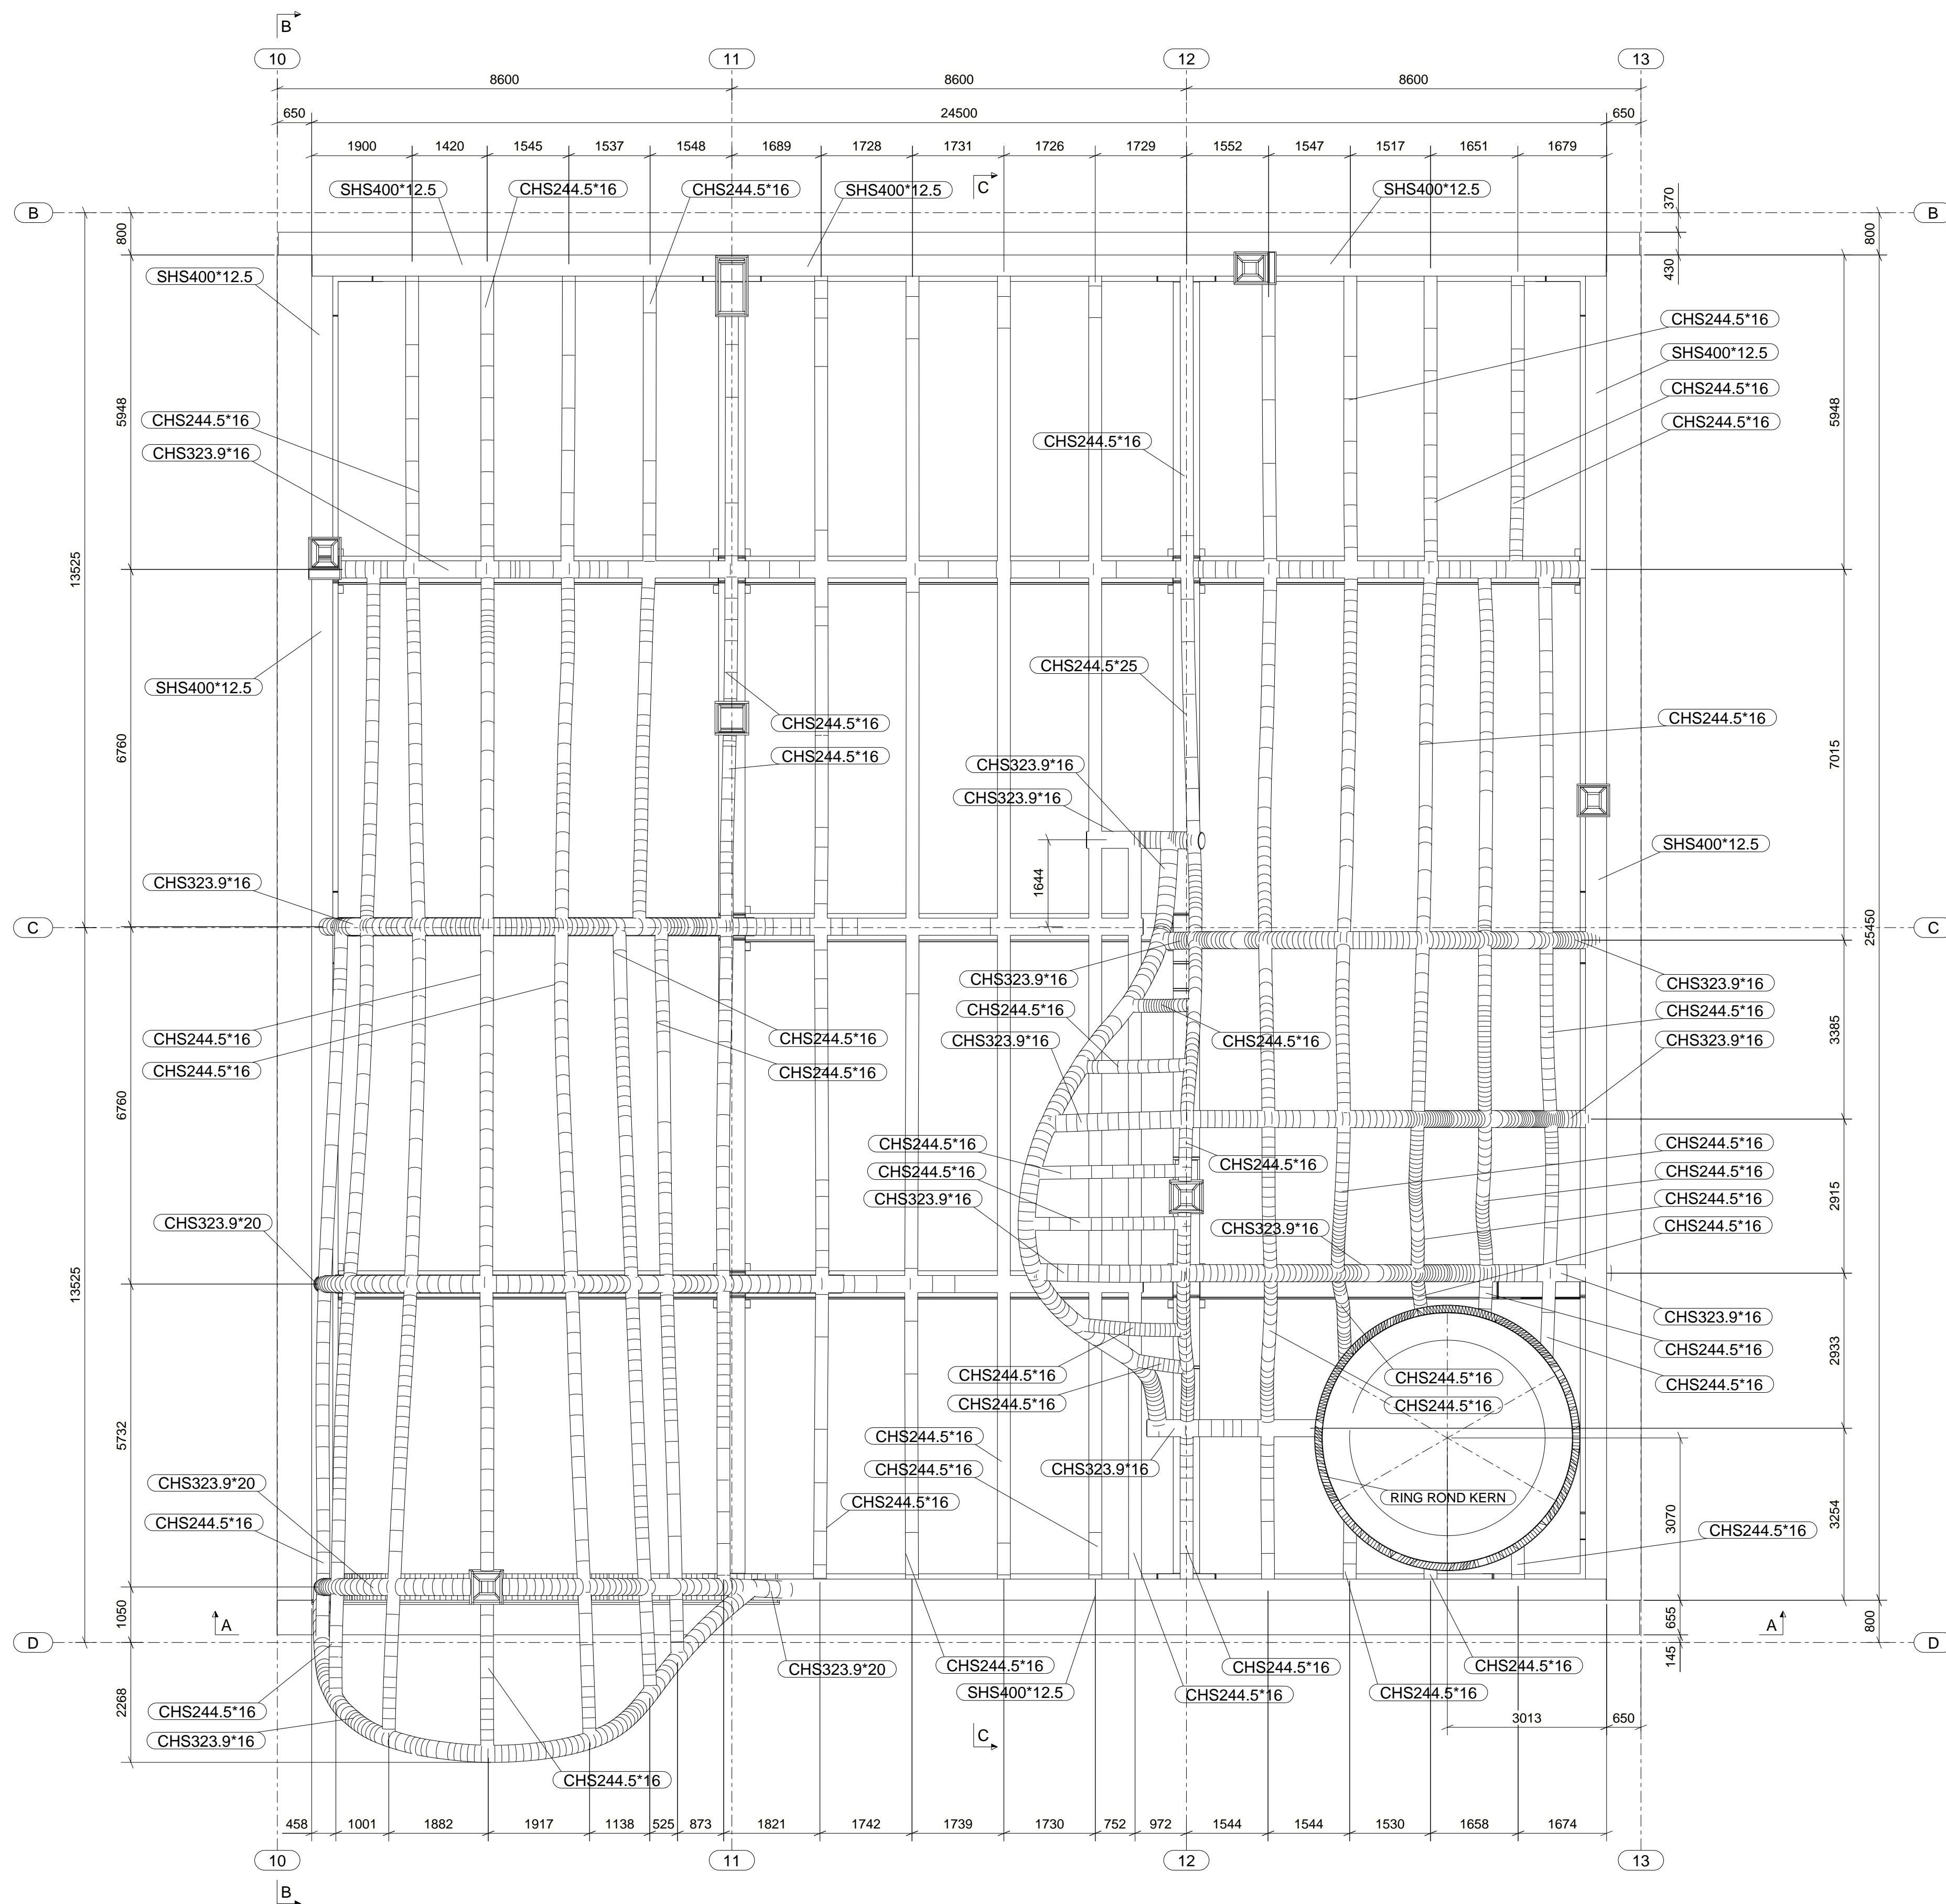 B
10
11
12
13
8600
8600
8600
650
24500
650
1900
1420
1545
1537
1548
1689
1728
1731
1726
1729
1552
1547
1517
1651
1679
SHS400*12.5
CHS244.5*16
CHS244.5*16
SHS400*12.5
C
SHS400*12.5
370
B
B
800
800
430
SHS400*12.5
CHS244.5*16
SHS400*12.5
CHS244.5*16
CHS244.5*16
5948
5948
CHS244.5*16
CHS323.9*16
CHS244.5*16
13525
CHS244.5*25
SHS400*12.5
CHS244.5*16
CHS244.5*16
CHS244.5*16
6760
7015
CHS323.9*16
CHS323.9*16
SHS400*12.5
1644
CHS323.9*16
C
C
25450
CHS323.9*16
CHS323.9*16
CHS244.5*16
CHS244.5*16
CHS244.5*16
CHS244.5*16
CHS244.5*16
CHS323.9*16
CHS244.5*16
CHS323.9*16
CHS244.5*16
CHS244.5*16
3385
6760
CHS244.5*16
CHS244.5*16
CHS323.9*16
CHS244.5*16
CHS244.5*16
CHS244.5*16
CHS244.5*16
CHS244.5*16
2915
CHS323.9*20
CHS323.9*16
13525
CHS323.9*16
CHS244.5*16
CHS244.5*16
2933
CHS244.5*16
CHS244.5*16
CHS244.5*16
CHS244.5*16
5732
CHS244.5*16
CHS244.5*16
CHS323.9*16
CHS323.9*20
CHS244.5*16
RING ROND KERN
CHS244.5*16
CHS244.5*16
3070
3254
1050
A
A
655
800
D
D
145
CHS323.9*20
CHS244.5*16
SHS400*12.5
CHS244.5*16
CHS244.5*16
CHS244.5*16
CHS244.5*16
2268
CHS244.5*16
CHS323.9*16
C
3013
650
CHS244.5*16
458
1001
1882
1917
1138
525
873
1821
1742
1739
1730
752
972
1544
1544
1530
1658
1674
10
11
12
13
B